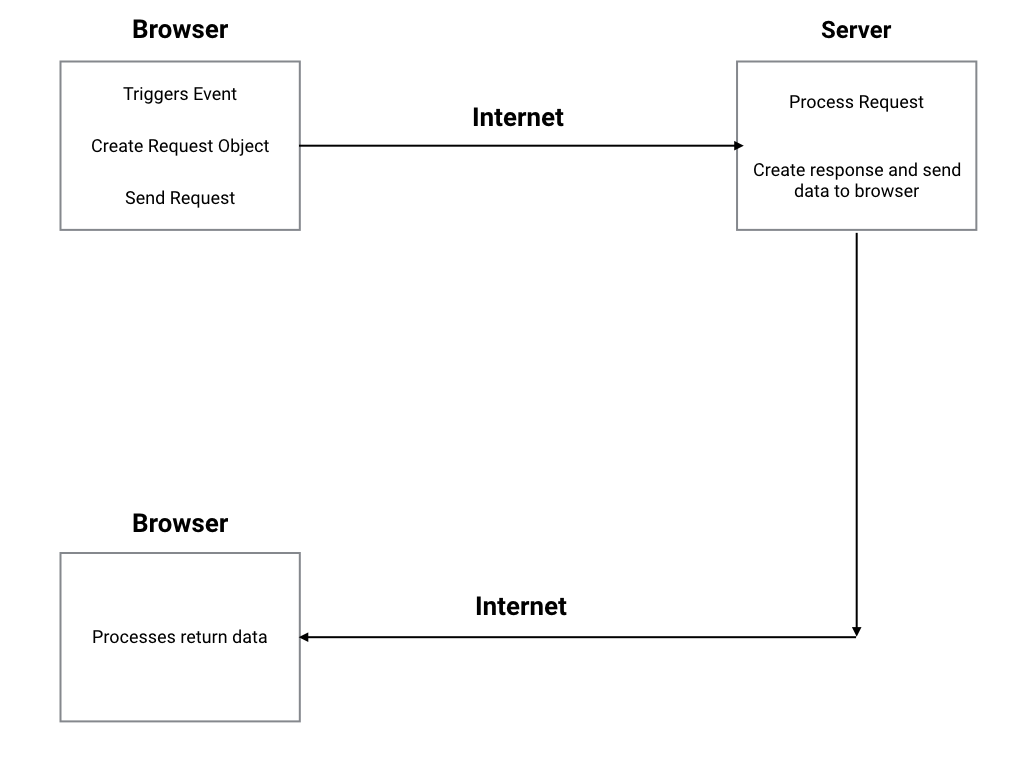 Browser
Server
Triggers Event
Create Request Object
Send Request
Internet
Process Request
Create response and send
data to browser
Browser
Processes return data
Internet